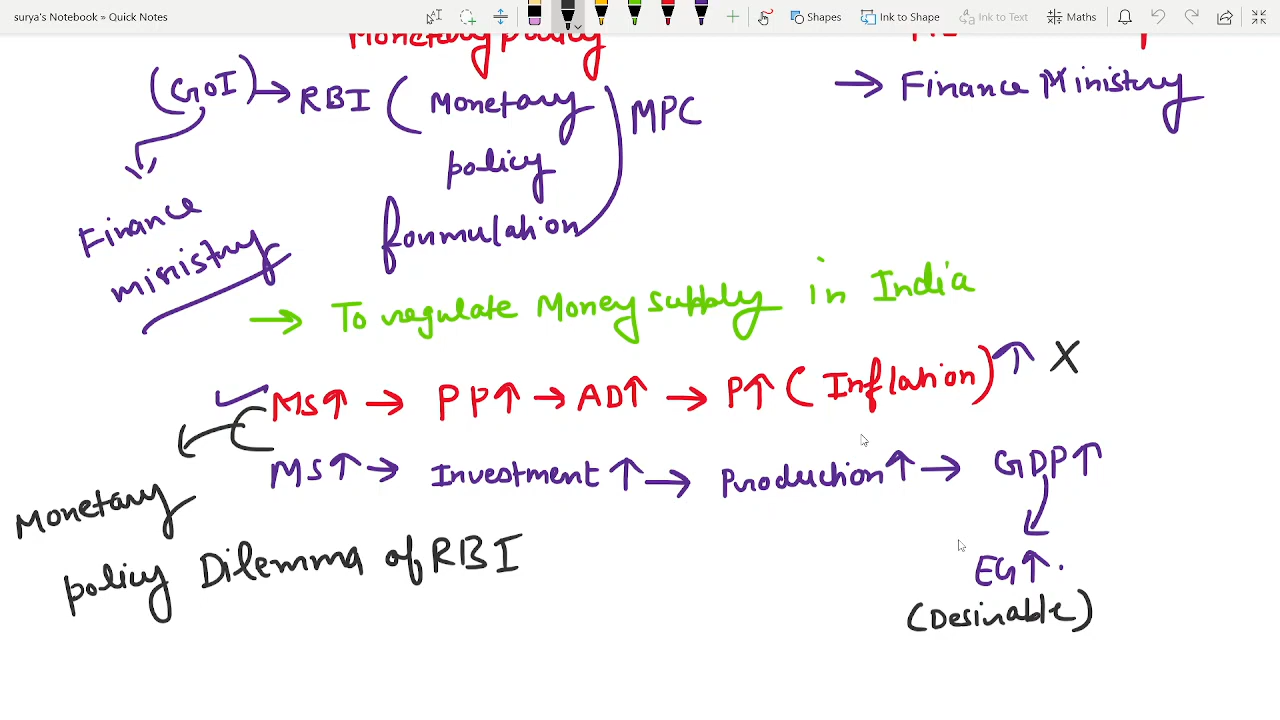 surya's Notebook » Quick Notes
Shapes Ink to Shape Ink to Text Maths
Monetary policy
(GOI) → RBI ( Monetary policy formulation ) MPC
→ Finance Ministry
Finance ministry
→ To regulate Money supply in India
MS↑ → PP↑ → AD↑ → P↑ (Inflation)↑ X
MS↑ → Investment ↑ → Production↑ → GDP↑
EG↑.
(Desirable)
Monetary
policy Dilemma of RBI